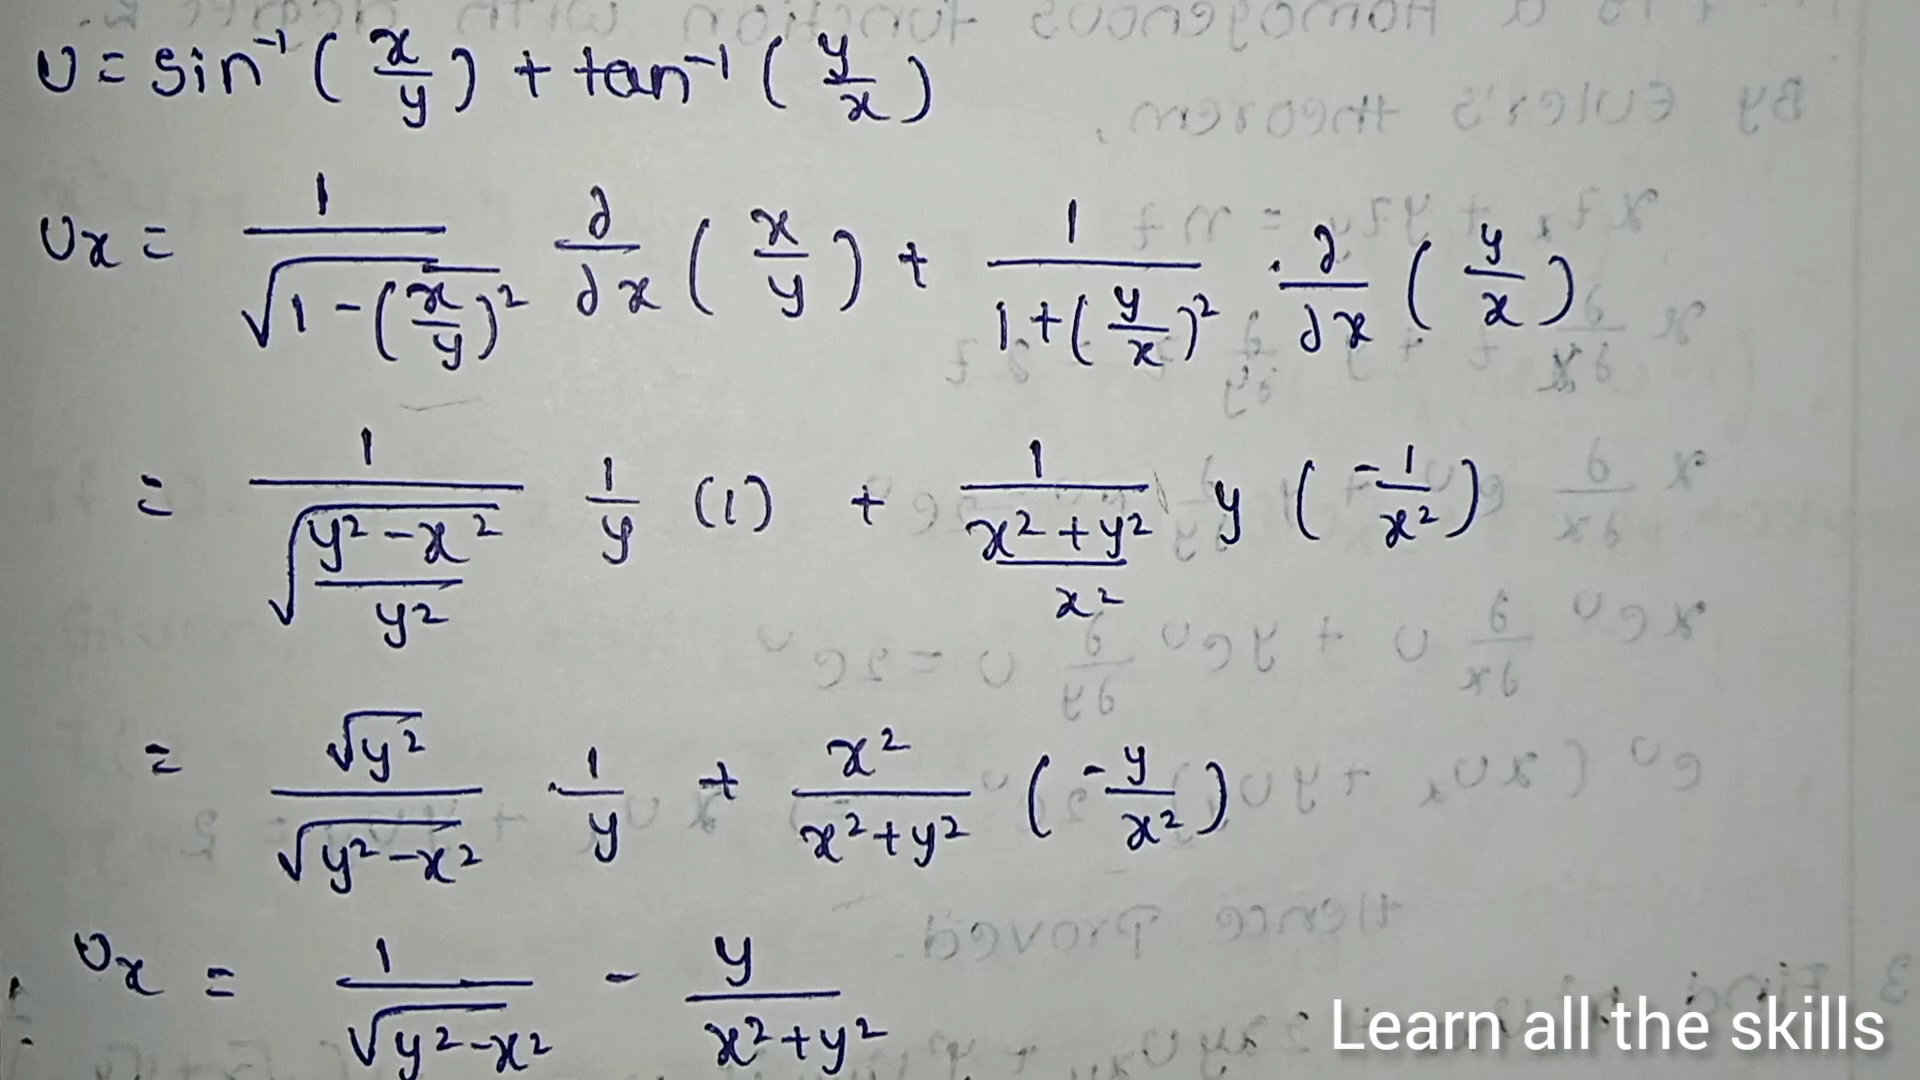 U = sin⁻¹ (x/y) + tan⁻¹ (y/x)
Ux = 1/√(1-(x/y)²) ∂/∂x (x/y) + 1/(1+(y/x)²) · ∂/∂x (y/x)
= 1/√((y²-x²)/y²) 1/y (1) + 1/((x²+y²)/x²) y (-1/x²)
= √y²/√(y²-x²) · 1/y + x²/(x²+y²) (-y/x²)
Ux = 1/√(y²-x²) - y/(x²+y²)
Learn all the skills